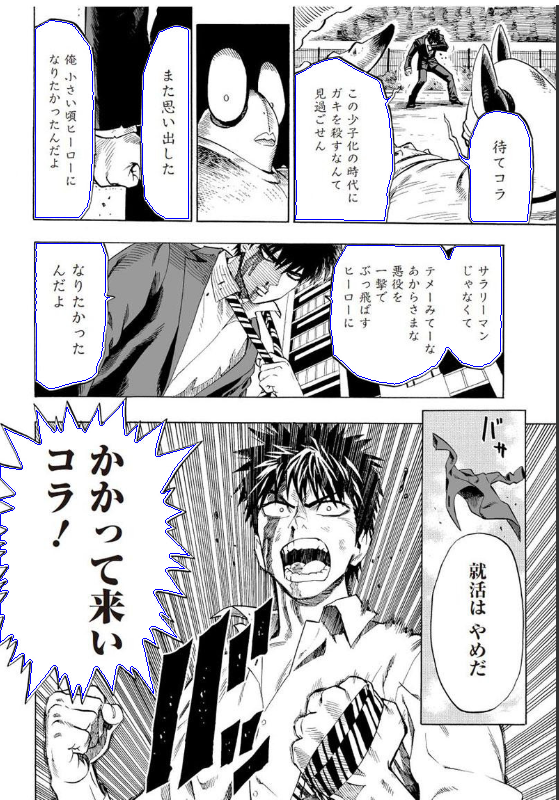 待てコラ
この少子化の時代に
ガキを殺すなんて
見過ごせん
また思い出した
俺 小さい頃ヒーローに
なりたかったんだよ
サラリーマン
じゃなくて
テメーみてーな
あからさまな
悪役を
一撃で
ぶっ飛ばす
ヒーローに
なりたかった
んだよ
バサ
就活は やめだ
かかって来い
コラ！